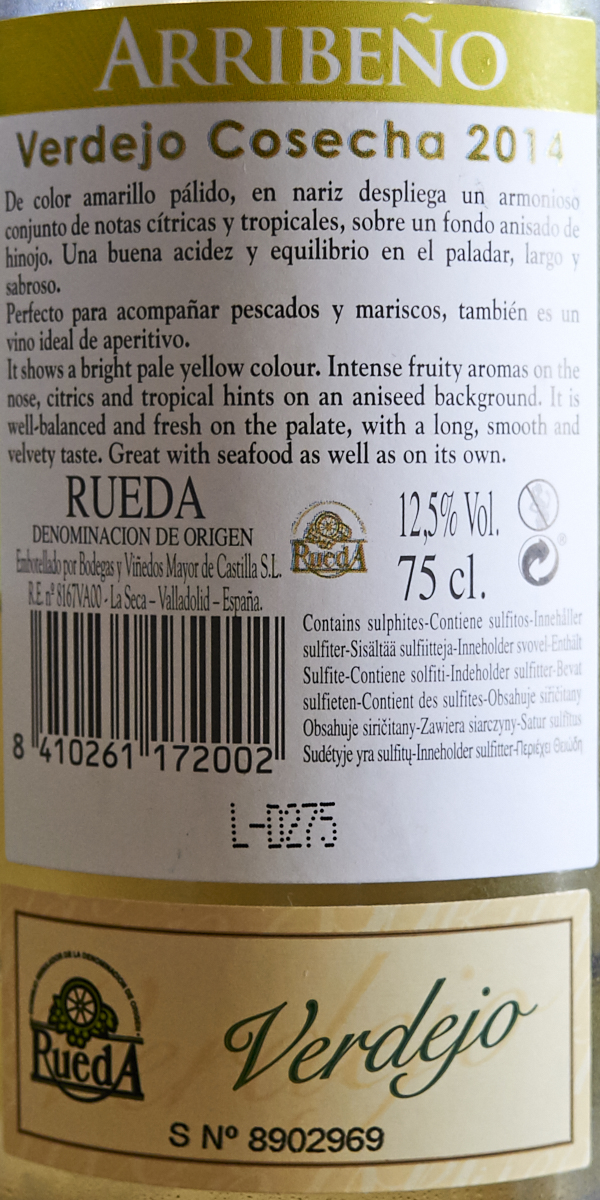 ARRIBEÑO
Verdejo Cosecha 2014
De color amarillo pálido, en nariz despliega un armonioso
conjunto de notas cítricas y tropicales, sobre un fondo anisado de
hinojo. Una buena acidez y equilibrio en el paladar, largo y
sabroso.
Perfecto para acompañar pescados y mariscos, también es un
vino ideal de aperitivo.
It shows a bright pale yellow colour. Intense fruity aromas on the
nose, citrics and tropical hints on an aniseed background. It is
well-balanced and fresh on the palate, with a long, smooth and
velvety taste. Great with seafood as well as on its own.
RUEDA
DENOMINACION DE ORIGEN
Embotellado por Bodegas y Viñedos Mayor de Castilla S.L.
R.E. nº 8167VA00 - La Seca – Valladolid – España.
RuedA
12,5% Vol.
75 cl.
®
Contains sulphites-Contiene sulfitos-Innehåller
sulfiter-Sisältää sulfiitteja-Inneholder svovel-Enthält
Sulfite-Contiene solfiti-Indeholder sulfitter-Bevat
sulfieten-Contient des sulfites-Obsahuje siřičitany
Obsahuje siričitany-Zawiera siarczyny-Satur sulfitus
Sudėtyje yra sulfitų-Inneholder sulfitter-Περιέχει Θειώδη
8 410261 172002
L-D275
RuedA
Verdejo
S Nº 8902969